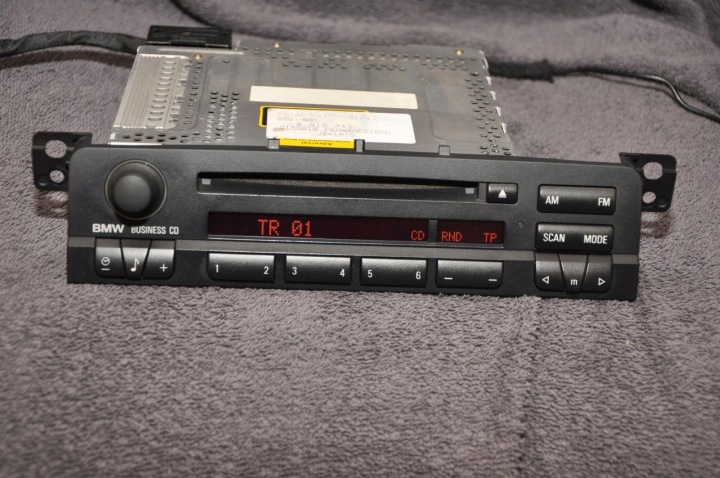 BMW BUSINESS CD
TR 01 CD RND TP
AM FM
SCAN MODE
1 2 3 4 5 6 — —
− ♪ +
◁ m ▷